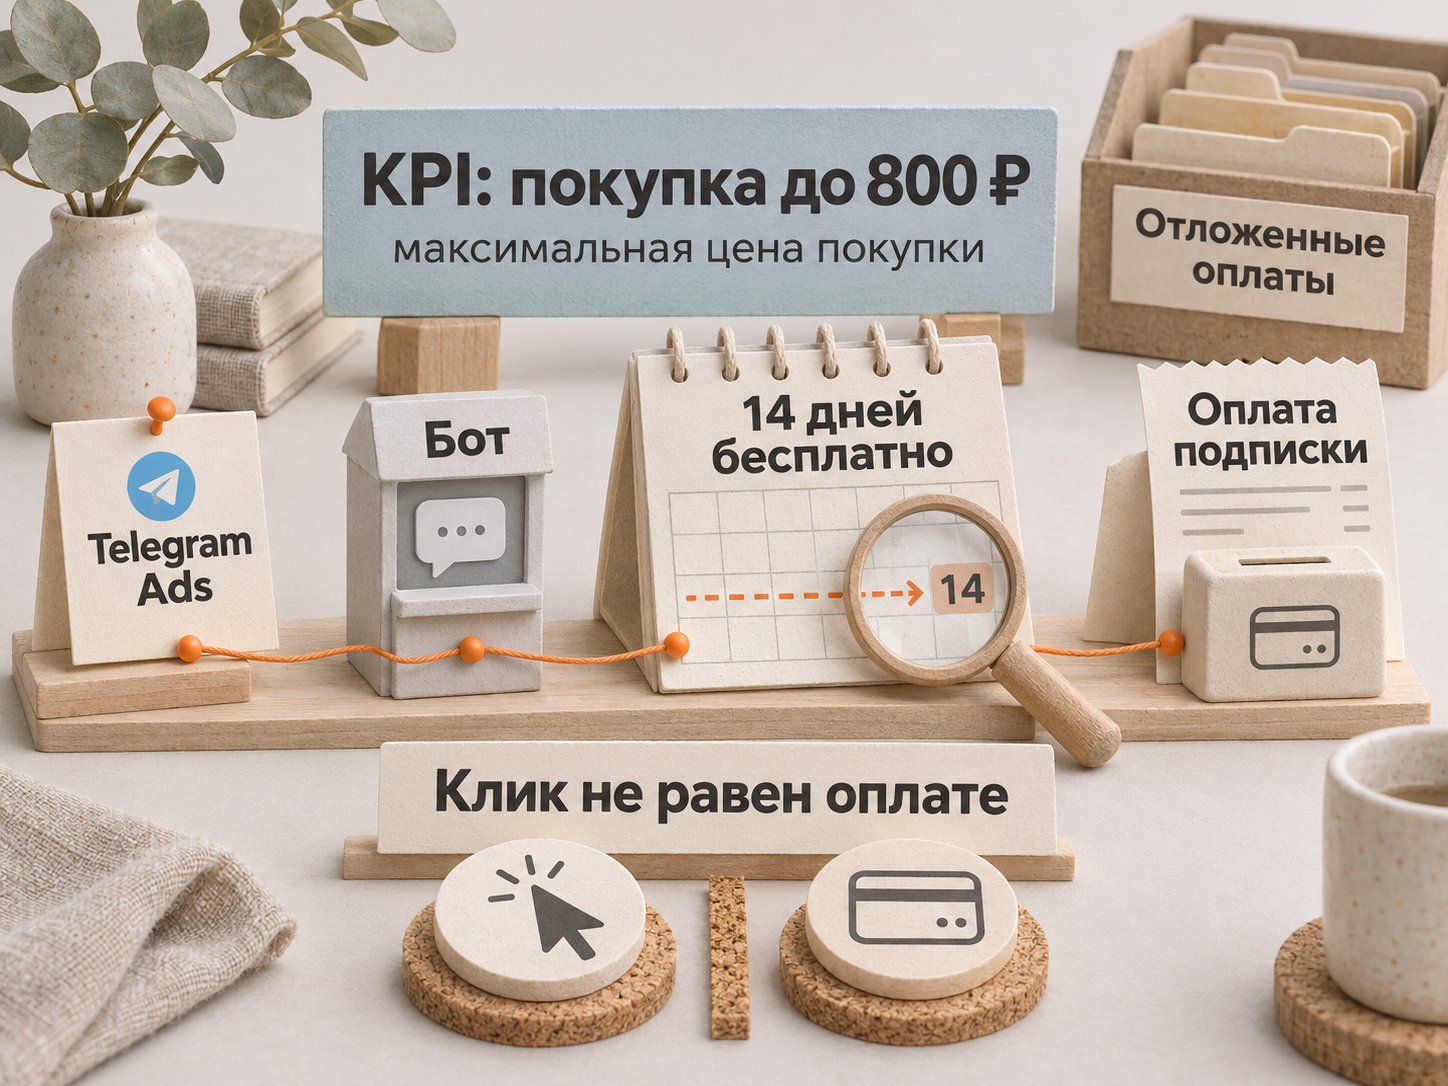 KPI: покупка до 800 ₽
максимальная цена покупки
Отложенные
оплаты
Telegram
Ads
Бот
14 дней
бесплатно
14
Оплата
подписки
Клик не равен оплате